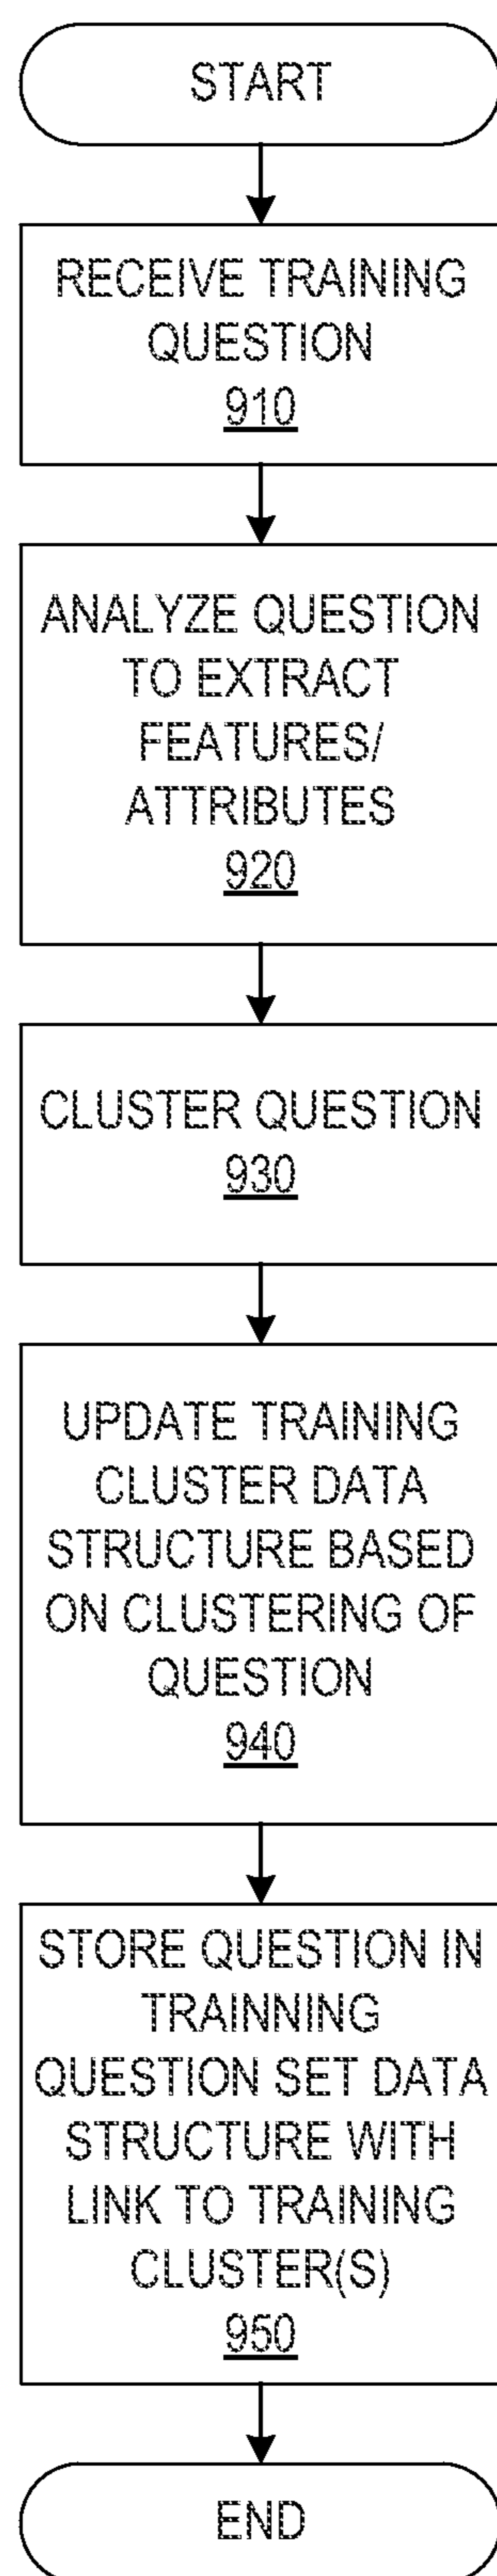 START
RECEIVE TRAINING
QUESTION
910
ANALYZE QUESTION
TO EXTRACT
FEATURES/
ATTRIBUTES
920
CLUSTER QUESTION
930
UPDATE TRAINING
CLUSTER DATA
STRUCTURE BASED
ON CLUSTERING OF
QUESTION
940
STORE QUESTION IN
TRAINNING
QUESTION SET DATA
STRUCTURE WITH
LINK TO TRAINING
CLUSTER(S)
950
END